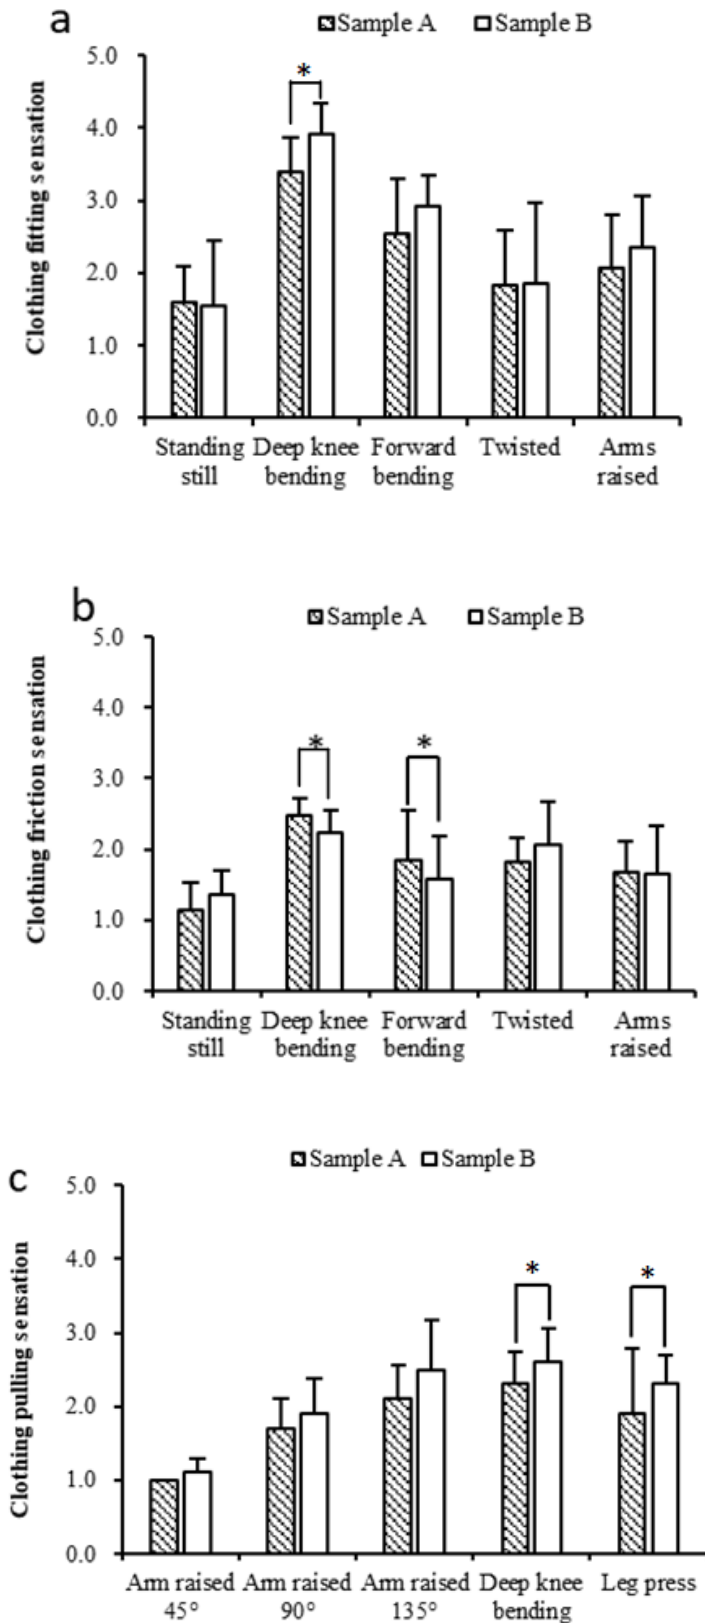 a
Sample A Sample B
Clothing fitting sensation
5.0
*
4.0
3.0
2.0
1.0
0.0
Standing still
Deep knee bending
Forward bending
Twisted
Arms raised
b
Sample A Sample B
Clothing friction sensation
5.0
4.0
* *
3.0
2.0
1.0
0.0
Standing still
Deep knee bending
Forward bending
Twisted
Arms raised
c
Sample A Sample B
Clothing pulling sensation
5.0
4.0
* *
3.0
2.0
1.0
0.0
Arm raised 45°
Arm raised 90°
Arm raised 135°
Deep knee bending
Leg press